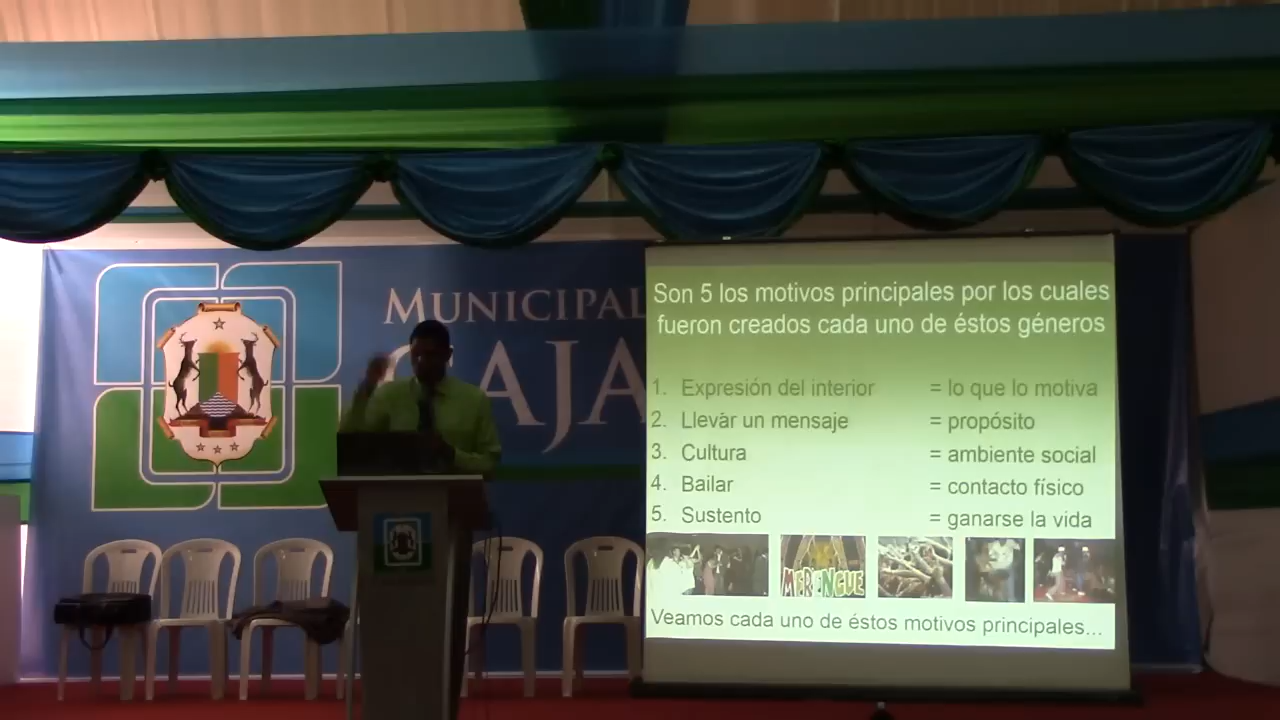 MUNICIPAL
CAJA
Son 5 los motivos principales por los cuales
fueron creados cada uno de éstos géneros
1. Expresión del interior = lo que lo motiva
2. Llevar un mensaje = propósito
3. Cultura = ambiente social
4. Bailar = contacto físico
5. Sustento = ganarse la vida
MERENGUE
Veamos cada uno de éstos motivos principales...